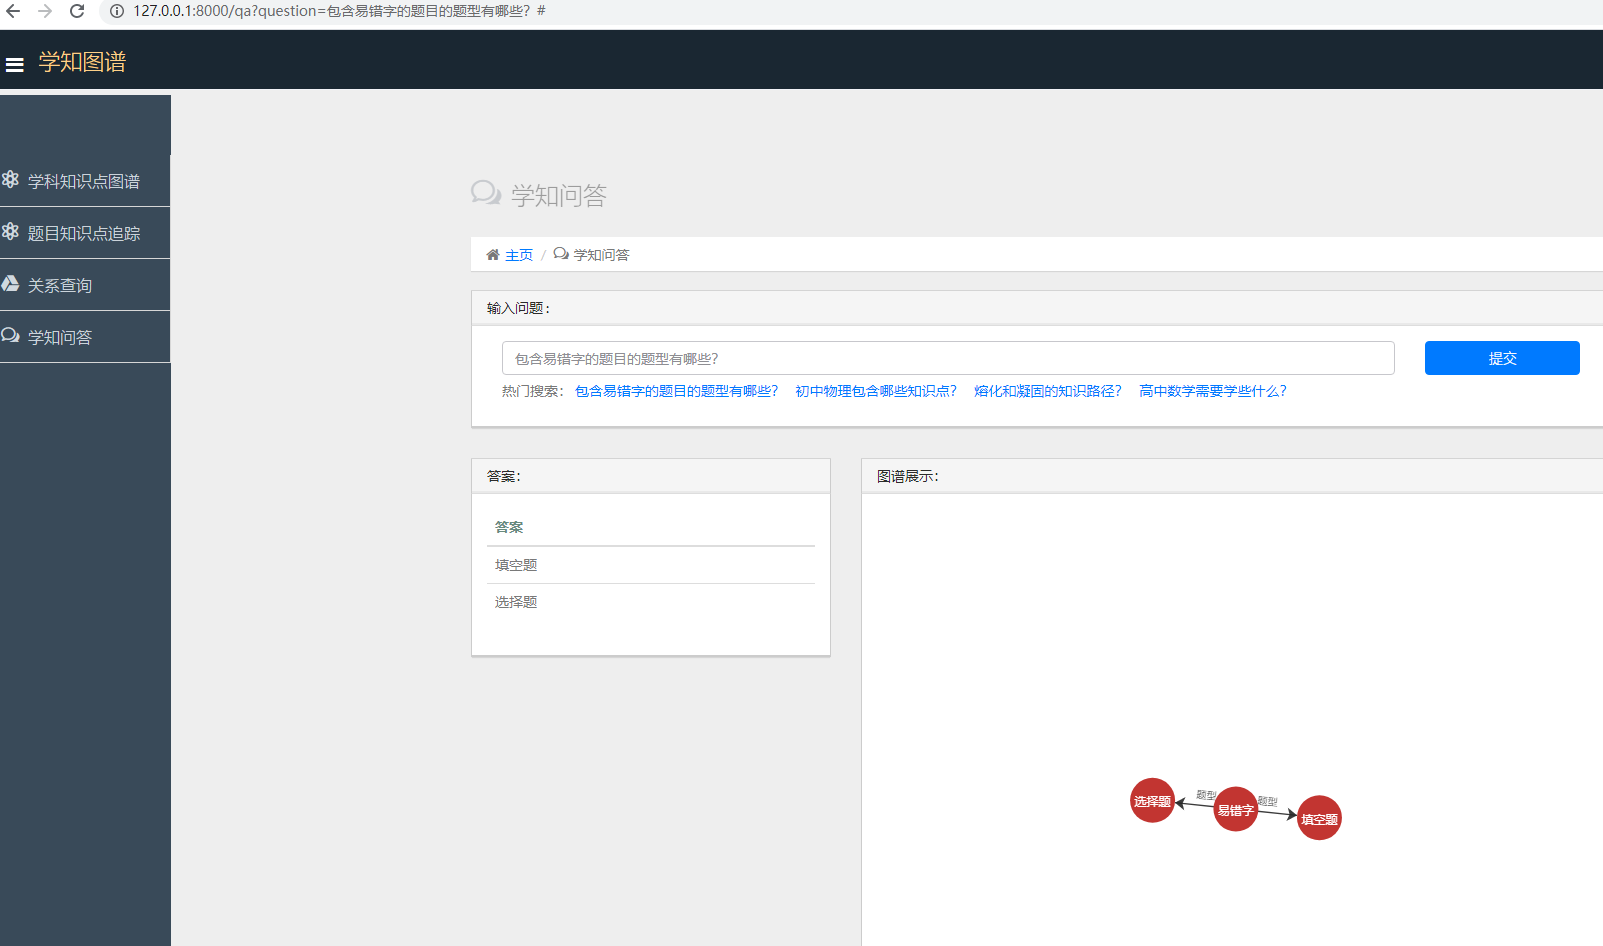 127.0.0.1:8000/qa?question=包含易错字的题目的题型有哪些? #
学知图谱
学科知识点图谱
题目知识点追踪
关系查询
学知问答
学知问答
主页 / 学知问答
输入问题:
包含易错字的题目的题型有哪些?
提交
热门搜索: 包含易错字的题目的题型有哪些? 初中物理包含哪些知识点? 熔化和凝固的知识路径? 高中数学需要学些什么?
答案:
图谱展示:
答案
填空题
选择题
选择题
题型
易错字
题型
填空题